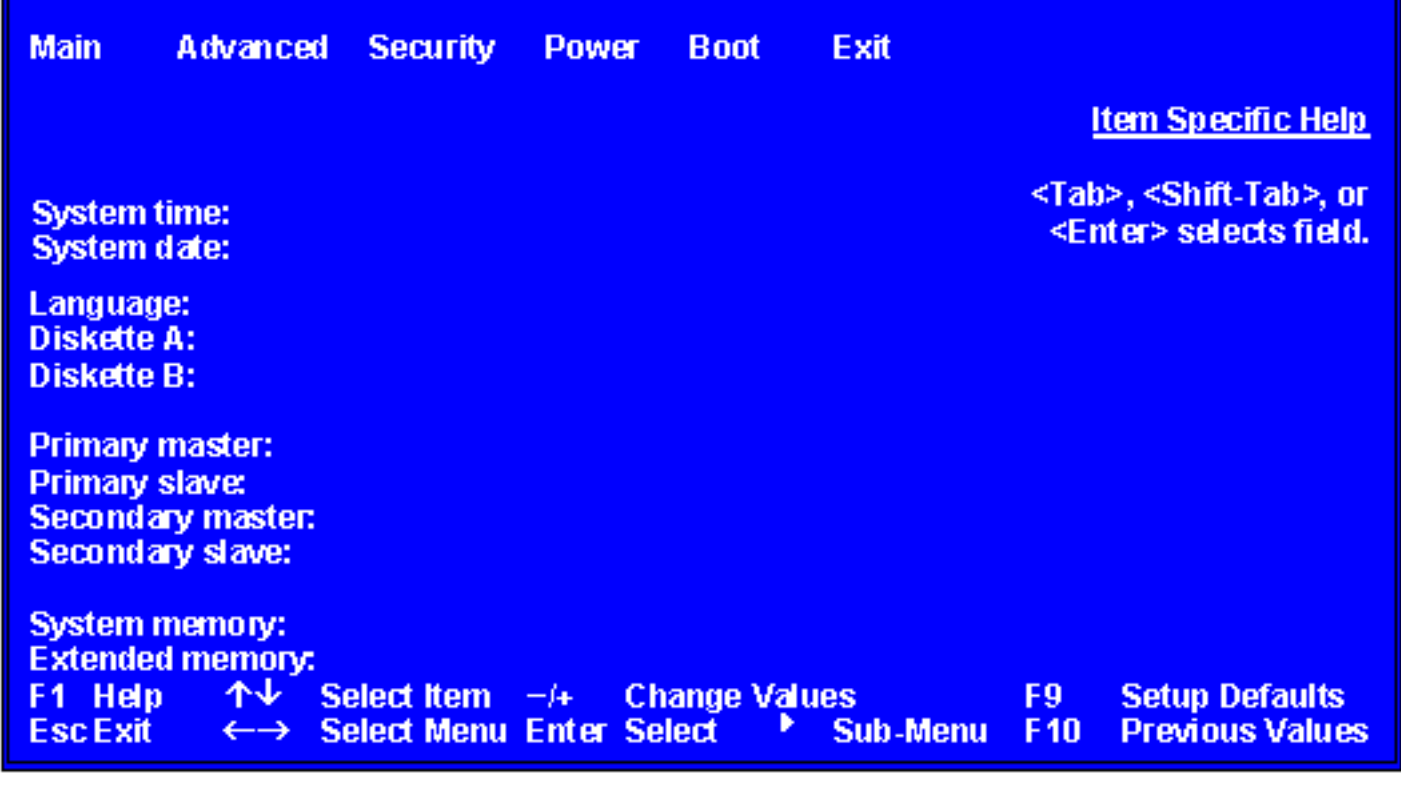 Main Advanced Security Power Boot Exit
Item Specific Help
<Tab>, <Shift-Tab>, or
<Enter> selects field.
System time:
System date:
Language:
Diskette A:
Diskette B:
Primary master:
Primary slave:
Secondary master:
Secondary slave:
System memory:
Extended memory:
F1 Help ↑↓ Select Item –/+ Change Values F9 Setup Defaults
Esc Exit ←→ Select Menu Enter Select ▸ Sub-Menu F10 Previous Values